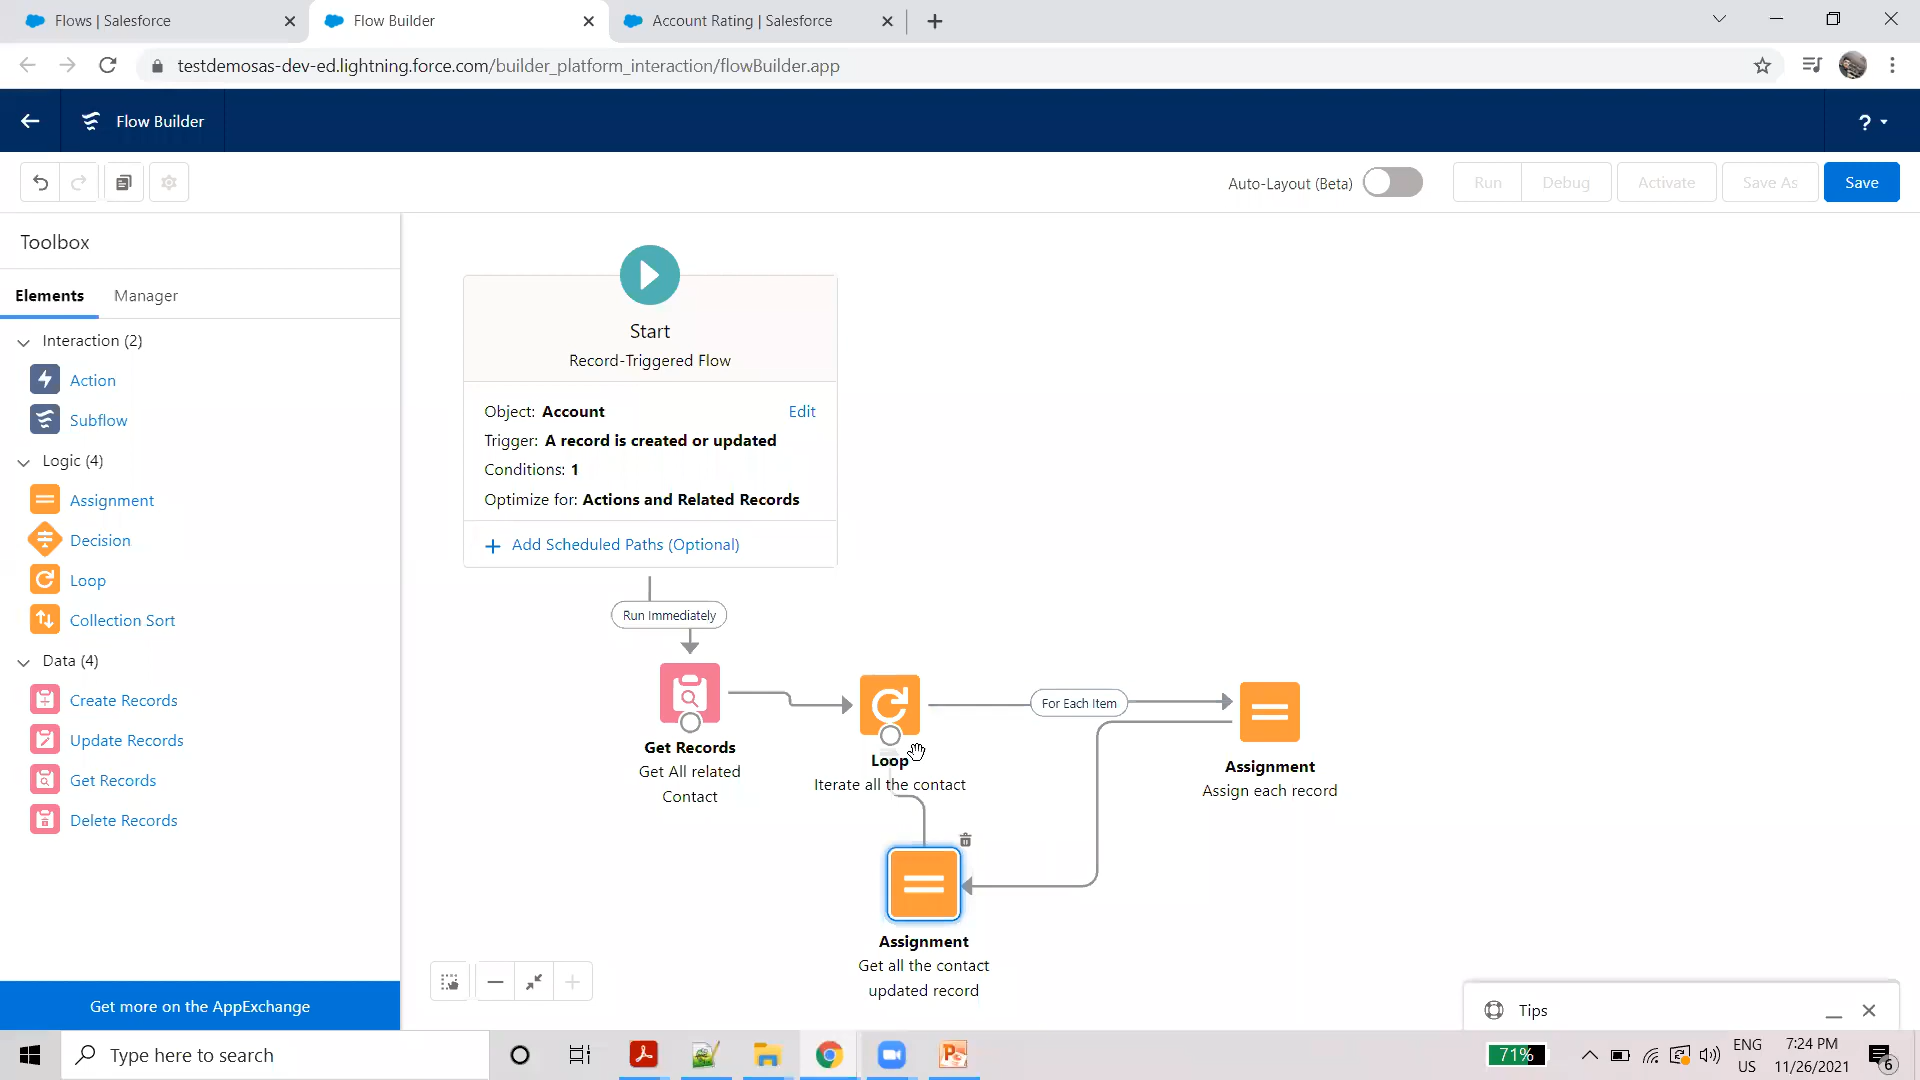 Flows | Salesforce
Flow Builder
Account Rating | Salesforce
testdemosas-dev-ed.lightning.force.com/builder_platform_interaction/flowBuilder.app
Flow Builder
?
Auto-Layout (Beta)
Run
Debug
Activate
Save As
Save
Toolbox
Elements
Manager
Interaction (2)
Action
Subflow
Logic (4)
Assignment
Decision
Loop
Collection Sort
Data (4)
Create Records
Update Records
Get Records
Delete Records
Get more on the AppExchange
Start
Record-Triggered Flow
Object: Account
Edit
Trigger: A record is created or updated
Conditions: 1
Optimize for: Actions and Related Records
Add Scheduled Paths (Optional)
Run Immediately
Get Records
Get All related
Contact
Loop
Iterate all the contact
For Each Item
Assignment
Assign each record
Assignment
Get all the contact
updated record
Tips
Type here to search
71%
ENG
US
7:24 PM
11/26/2021
6